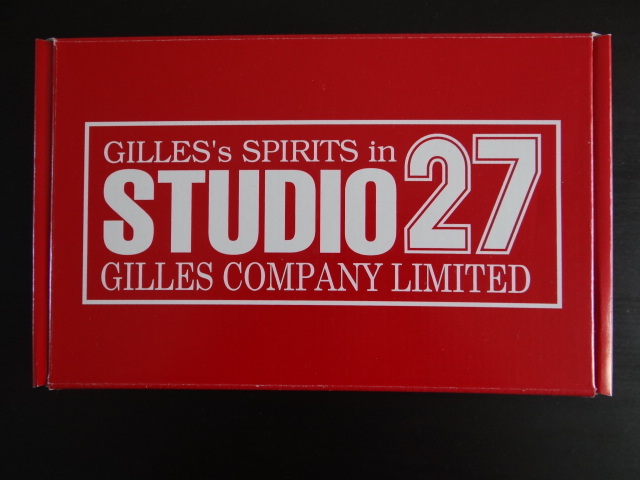 GILLES's SPIRITS in
STUDIO27
GILLES COMPANY LIMITED